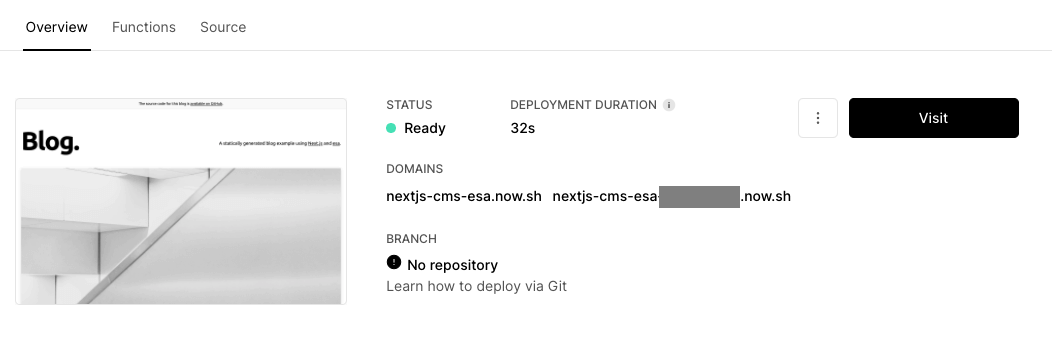 Overview Functions Source
The source code for this blog is available on GitHub.
Blog.
A statically generated blog example using Next.js and esa.
STATUS
Ready
DEPLOYMENT DURATION i
32s
Visit
DOMAINS
nextjs-cms-esa.now.sh nextjs-cms-esa- .now.sh
BRANCH
No repository
Learn how to deploy via Git